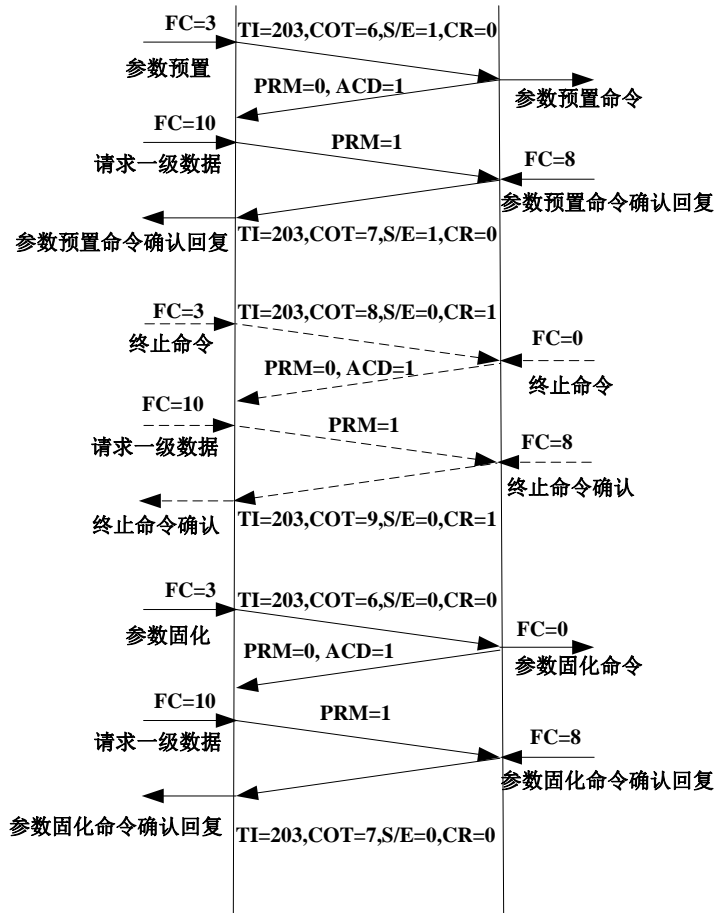 FC=3
TI=203,COT=6,S/E=1,CR=0
参数预置
PRM=0, ACD=1
参数预置命令
FC=10
PRM=1
请求一级数据
FC=8
参数预置命令确认回复
参数预置命令确认回复
TI=203,COT=7,S/E=1,CR=0
FC=3
TI=203,COT=8,S/E=0,CR=1
终止命令
FC=0
PRM=0, ACD=1
终止命令
FC=10
PRM=1
请求一级数据
FC=8
终止命令确认
终止命令确认
TI=203,COT=9,S/E=0,CR=1
FC=3
TI=203,COT=6,S/E=0,CR=0
参数固化
FC=0
PRM=0, ACD=1
参数固化命令
FC=10
PRM=1
请求一级数据
FC=8
参数固化命令确认回复
参数固化命令确认回复
TI=203,COT=7,S/E=0,CR=0